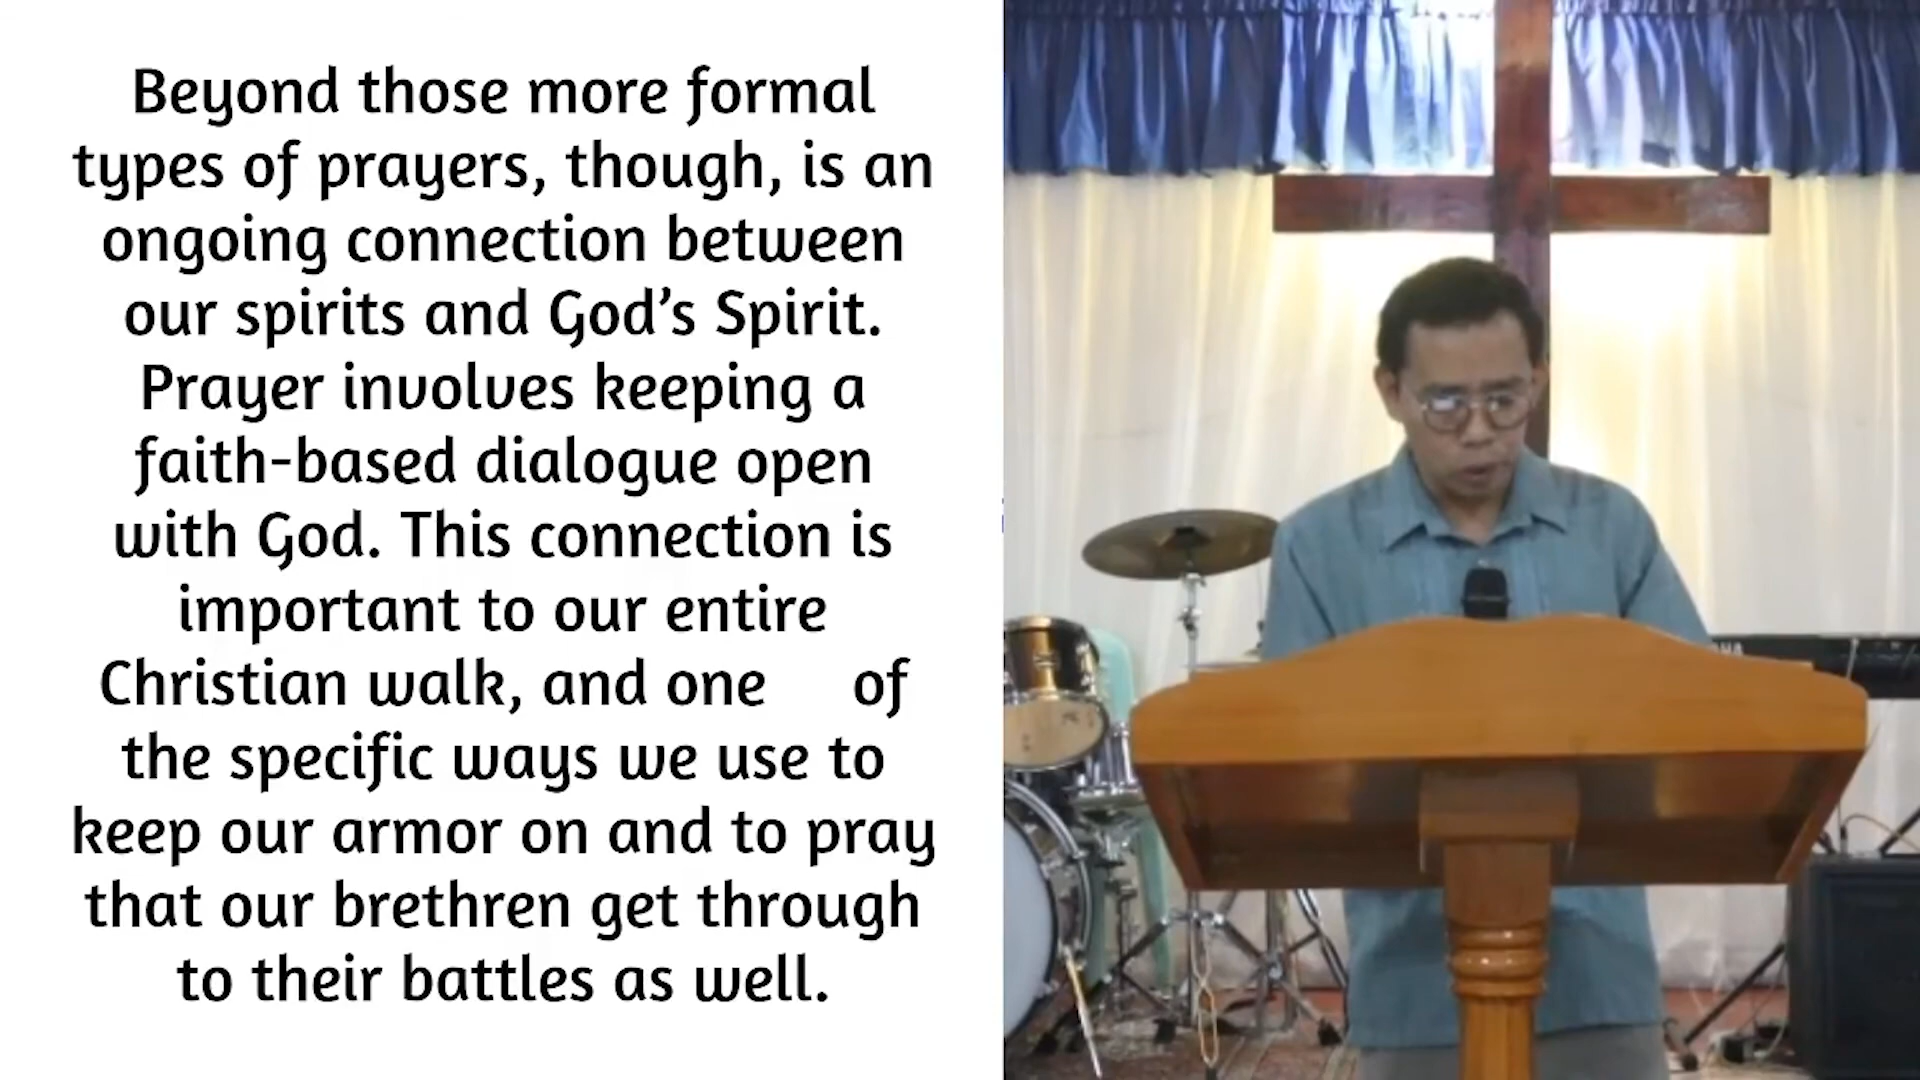 Beyond those more formal
types of prayers, though, is an
ongoing connection between
our spirits and God’s Spirit.
Prayer involves keeping a
faith-based dialogue open
with God. This connection is
important to our entire
Christian walk, and one of
the specific ways we use to
keep our armor on and to pray
that our brethren get through
to their battles as well.